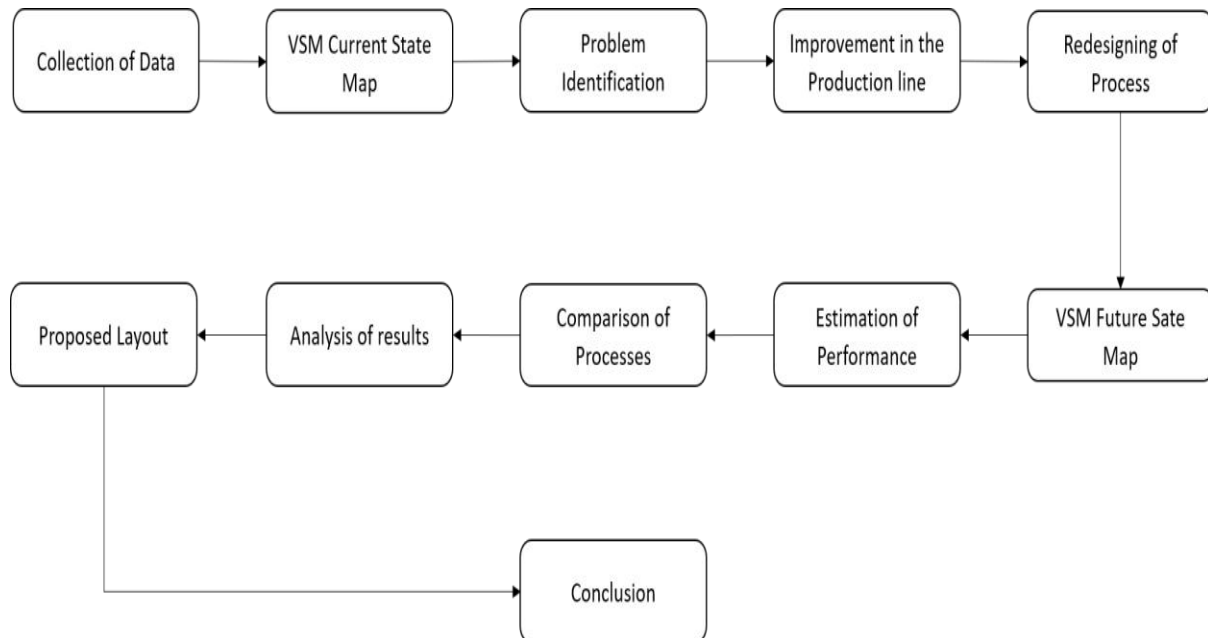 Collection of Data
VSM Current State
Map
Problem
Identification
Improvement in the
Production line
Redesigning of
Process
Proposed Layout
Analysis of results
Comparison of
Processes
Estimation of
Performance
VSM Future Sate
Map
Conclusion